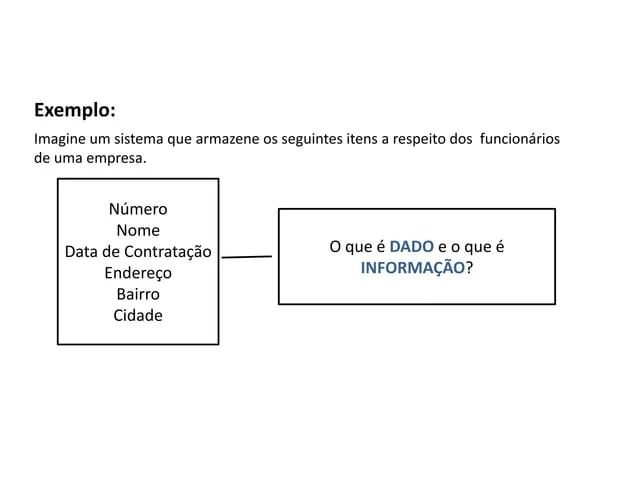 Exemplo:
Imagine um sistema que armazene os seguintes itens a respeito dos funcionários
de uma empresa.
Número
Nome
Data de Contratação
Endereço
Bairro
Cidade
O que é DADO e o que é
INFORMAÇÃO?